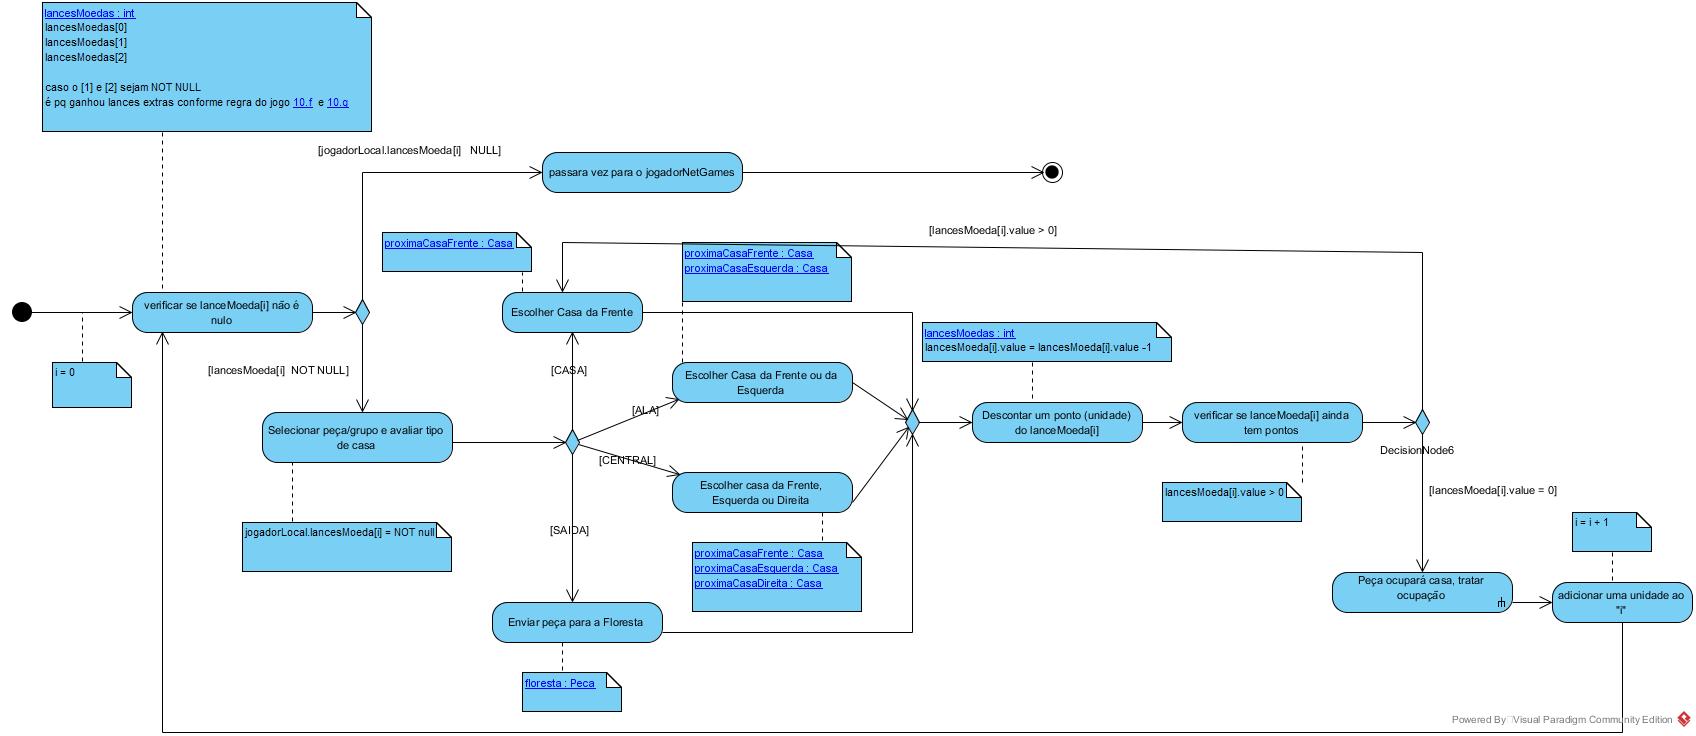 lancesMoedas : int
lancesMoedas[0]
lancesMoedas[1]
lancesMoedas[2]
caso o [1] e [2] sejam NOT NULL
é pq ganhou lances extras conforme regra do jogo 10.f e 10.g
[jogadorLocal.lancesMoeda[i] NULL]
passara vez para o jogadorNetGames
[lancesMoeda[i].value > 0]
proximaCasaFrente : Casa
proximaCasaFrente : Casa
proximaCasaEsquerda : Casa
verificar se lanceMoeda[i] não é
nulo
Escolher Casa da Frente
lancesMoedas : int
lancesMoeda[i].value = lancesMoeda[i].value -1
i = 0
[lancesMoeda[i] NOT NULL]
[CASA]
Escolher Casa da Frente ou da
Esquerda
[ALA]
Selecionar peça/grupo e avaliar tipo
de casa
Descontar um ponto (unidade)
do lanceMoeda[i]
verificar se lanceMoeda[i] ainda
tem pontos
DecisionNode6
[CENTRAL]
Escolher casa da Frente,
Esquerda ou Direita
lancesMoeda[i].value > 0
[lancesMoeda[i].value = 0]
jogadorLocal.lancesMoeda[i] = NOT null
[SAIDA]
i = i + 1
proximaCasaFrente : Casa
proximaCasaEsquerda : Casa
proximaCasaDireita : Casa
Peça ocupará casa, tratar
ocupação
adicionar uma unidade ao
"i"
Enviar peça para a Floresta
floresta : Peca
Powered By Visual Paradigm Community Edition